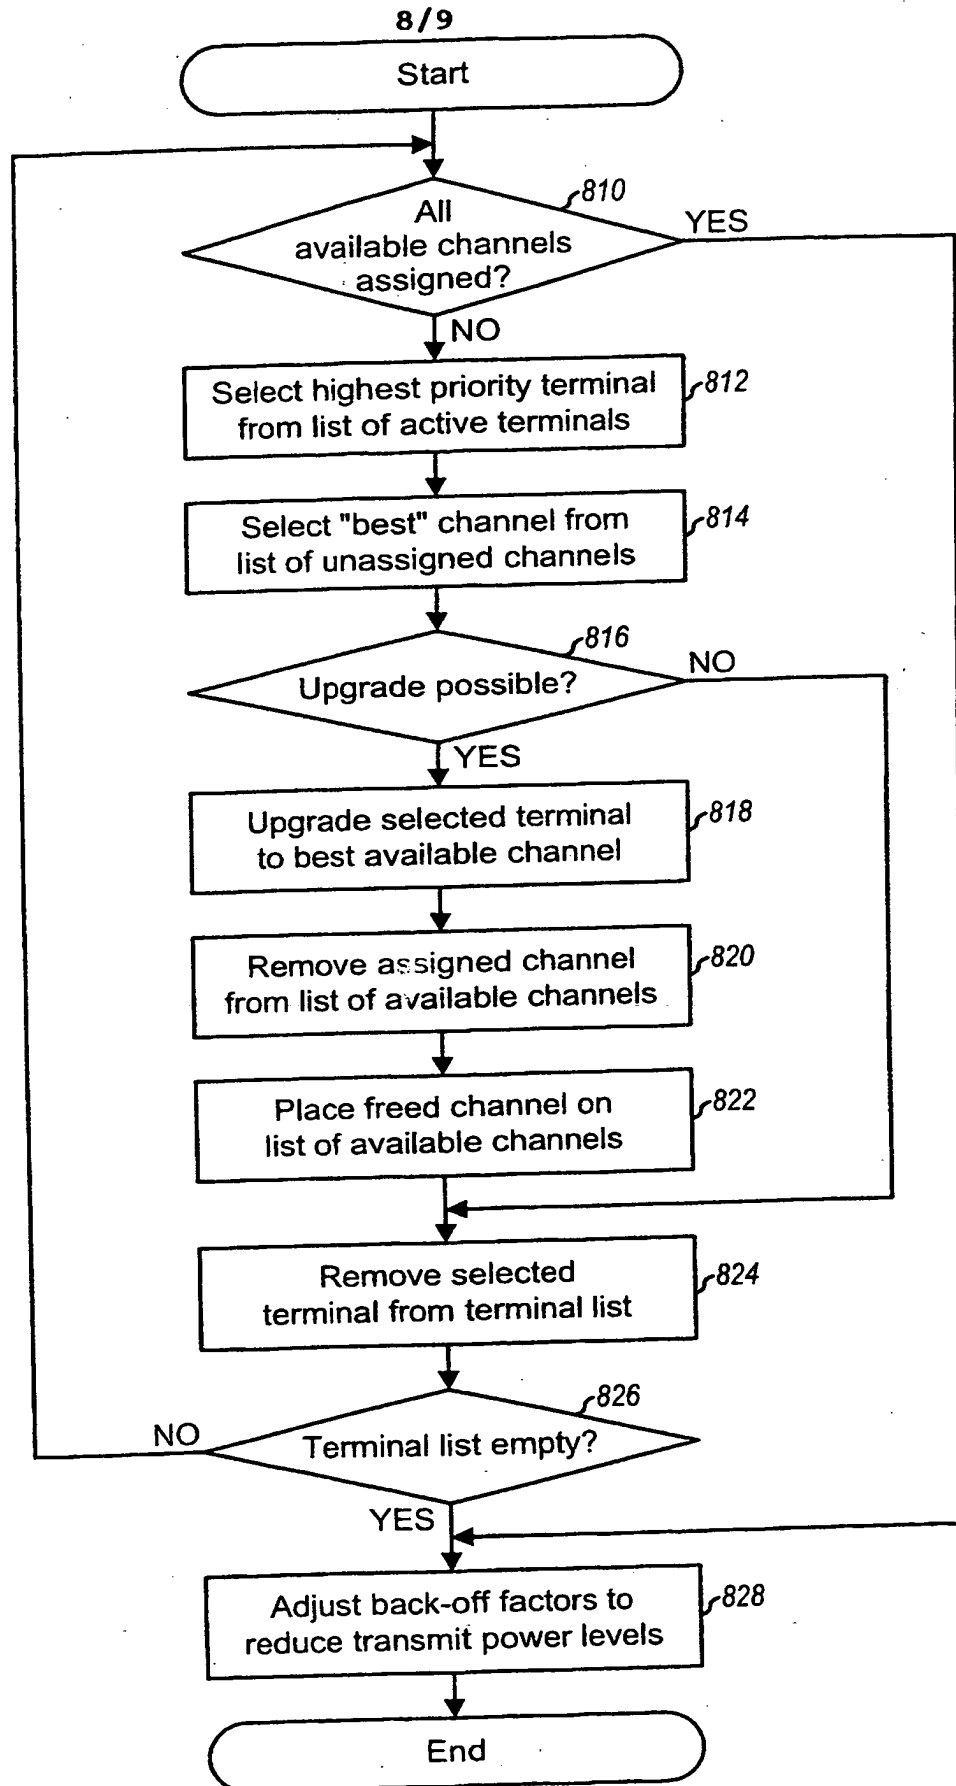 8/9
Start
810
All
available channels
assigned?
YES
NO
Select highest priority terminal
from list of active terminals
812
Select "best" channel from
list of unassigned channels
814
816
Upgrade possible?
NO
YES
Upgrade selected terminal
to best available channel
818
Remove assigned channel
from list of available channels
820
Place freed channel on
list of available channels
822
Remove selected
terminal from terminal list
824
826
NO
Terminal list empty?
YES
Adjust back-off factors to
reduce transmit power levels
828
End